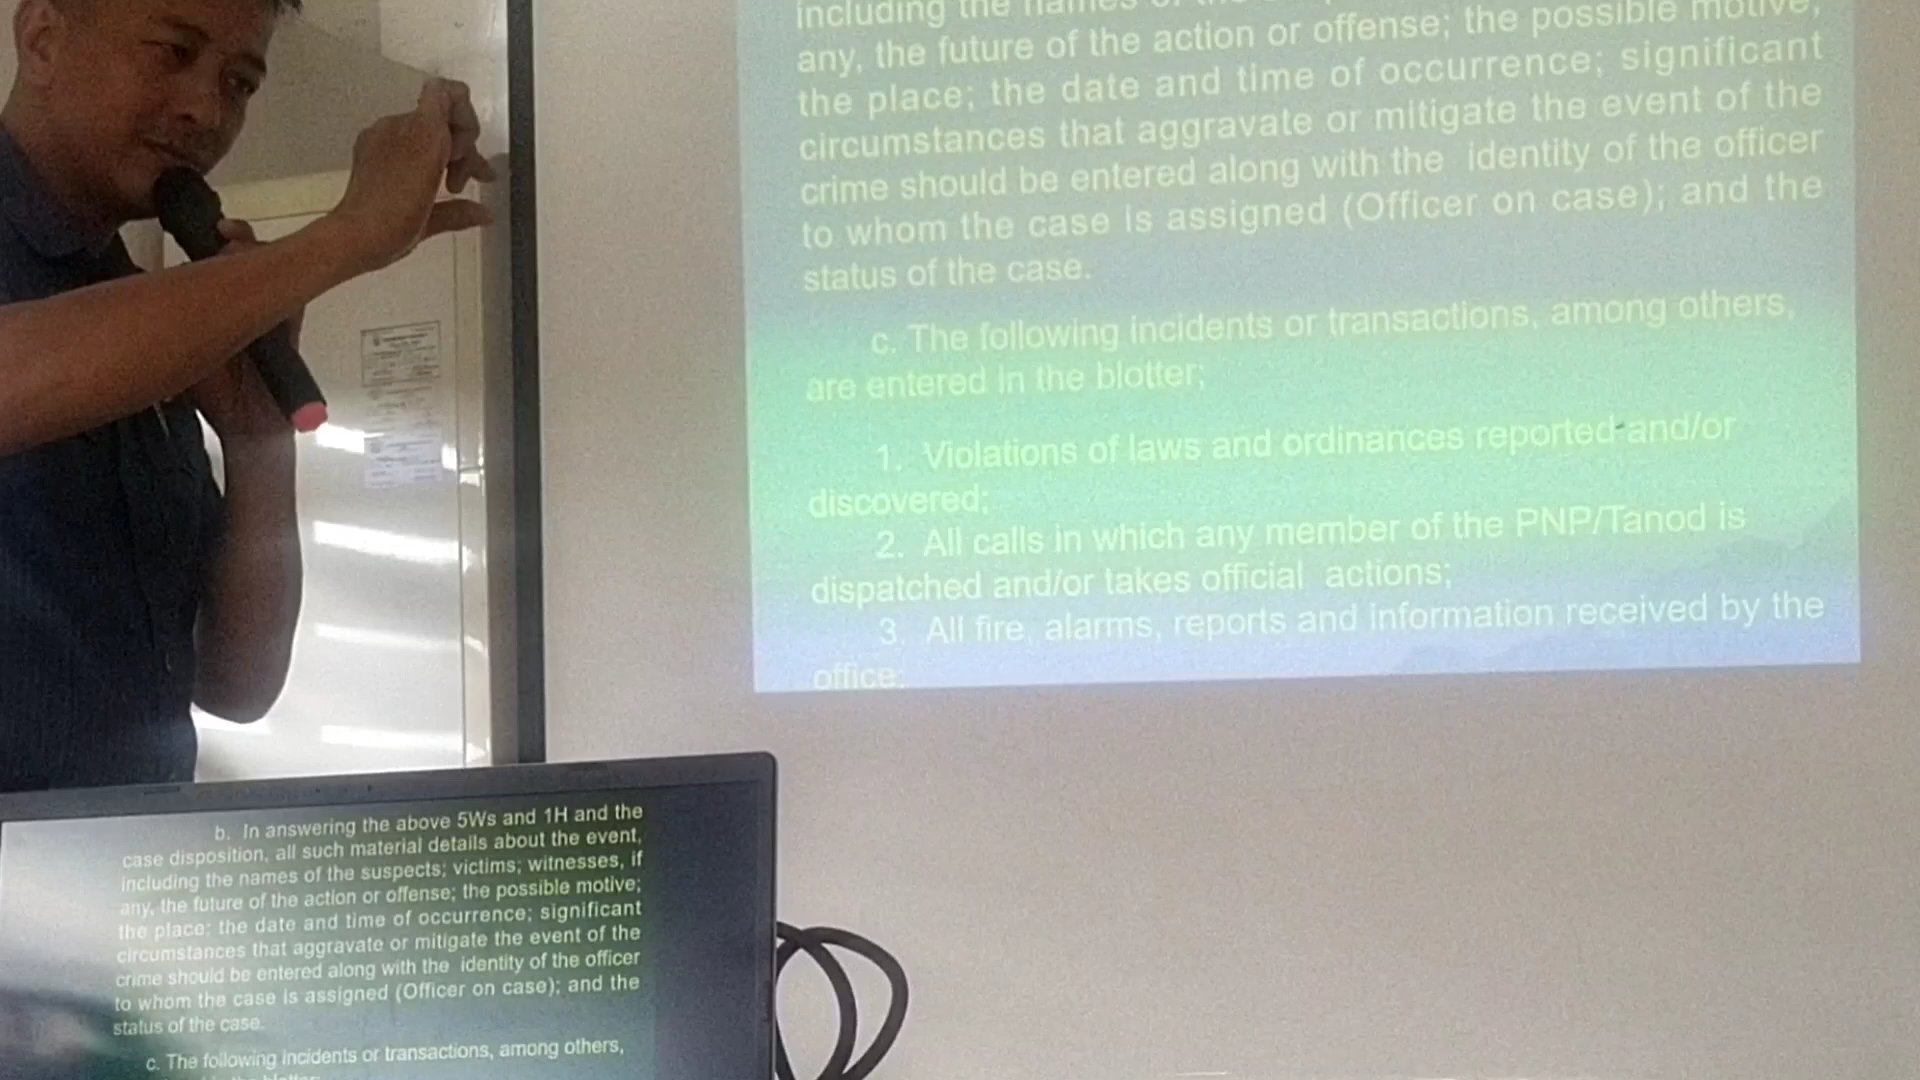 including the names
any, the future of the action or offense; the possible motive;
the place; the date and time of occurrence; significant
circumstances that aggravate or mitigate the event of the
crime should be entered along with the identity of the officer
to whom the case is assigned (Officer on case); and the
status of the case.
c. The following incidents or transactions, among others,
are entered in the blotter;
1. Violations of laws and ordinances reported and/or
discovered;
2. All calls in which any member of the PNP/Tanod is
dispatched and/or takes official actions;
3. All fire, alarms, reports and information received by the
office;
b. In answering the above 5Ws and 1H and the
case disposition, all such material details about the event,
including the names of the suspects; victims; witnesses, if
any, the future of the action or offense; the possible motive;
the place; the date and time of occurrence; significant
circumstances that aggravate or mitigate the event of the
crime should be entered along with the identity of the officer
to whom the case is assigned (Officer on case); and the
status of the case.
c. The following incidents or transactions, among others,